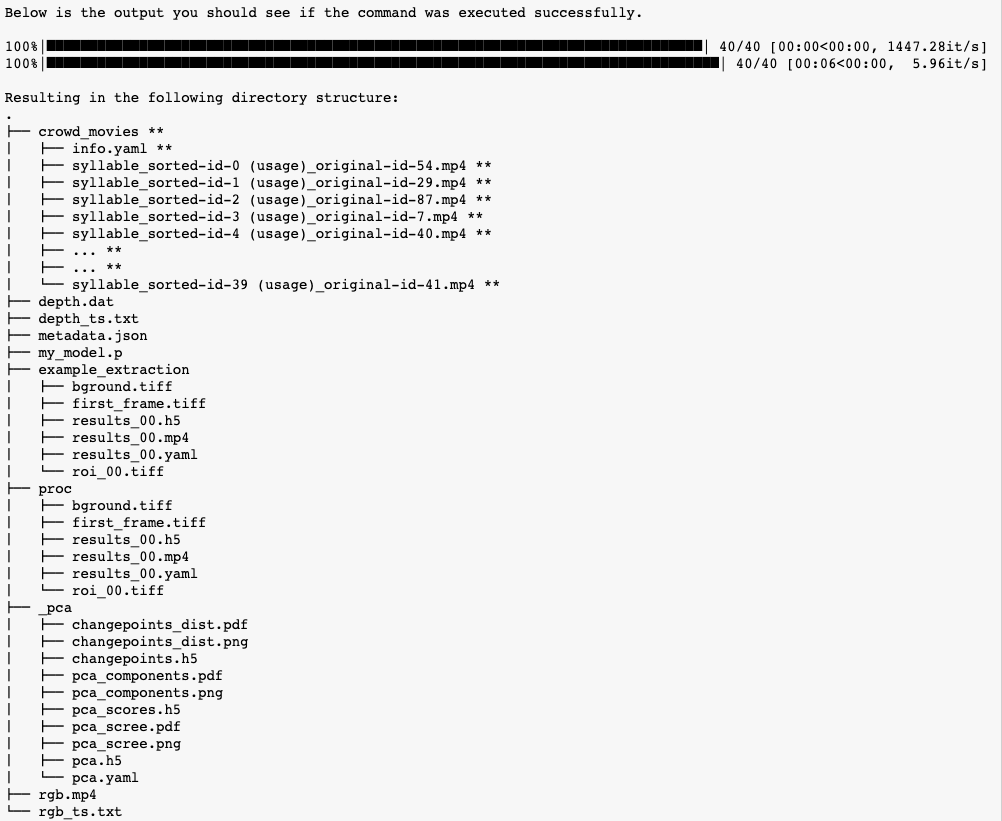 Below is the output you should see if the command was executed successfully.
100%|████████████████████| 40/40 [00:00<00:00, 1447.28it/s]
100%|████████████████████| 40/40 [00:06<00:00,  5.96it/s]
Resulting in the following directory structure:
.
├── crowd_movies **
│   ├── info.yaml **
│   ├── syllable_sorted-id-0 (usage)_original-id-54.mp4 **
│   ├── syllable_sorted-id-1 (usage)_original-id-29.mp4 **
│   ├── syllable_sorted-id-2 (usage)_original-id-87.mp4 **
│   ├── syllable_sorted-id-3 (usage)_original-id-7.mp4 **
│   ├── syllable_sorted-id-4 (usage)_original-id-40.mp4 **
│   ├── ... **
│   ├── ... **
│   └── syllable_sorted-id-39 (usage)_original-id-41.mp4 **
├── depth.dat
├── depth_ts.txt
├── metadata.json
├── my_model.p
├── example_extraction
│   ├── bground.tiff
│   ├── first_frame.tiff
│   ├── results_00.h5
│   ├── results_00.mp4
│   ├── results_00.yaml
│   └── roi_00.tiff
├── proc
│   ├── bground.tiff
│   ├── first_frame.tiff
│   ├── results_00.h5
│   ├── results_00.mp4
│   ├── results_00.yaml
│   └── roi_00.tiff
├── _pca
│   ├── changepoints_dist.pdf
│   ├── changepoints_dist.png
│   ├── changepoints.h5
│   ├── pca_components.pdf
│   ├── pca_components.png
│   ├── pca_scores.h5
│   ├── pca_scree.pdf
│   ├── pca_scree.png
│   ├── pca.h5
│   └── pca.yaml
├── rgb.mp4
└── rgb_ts.txt